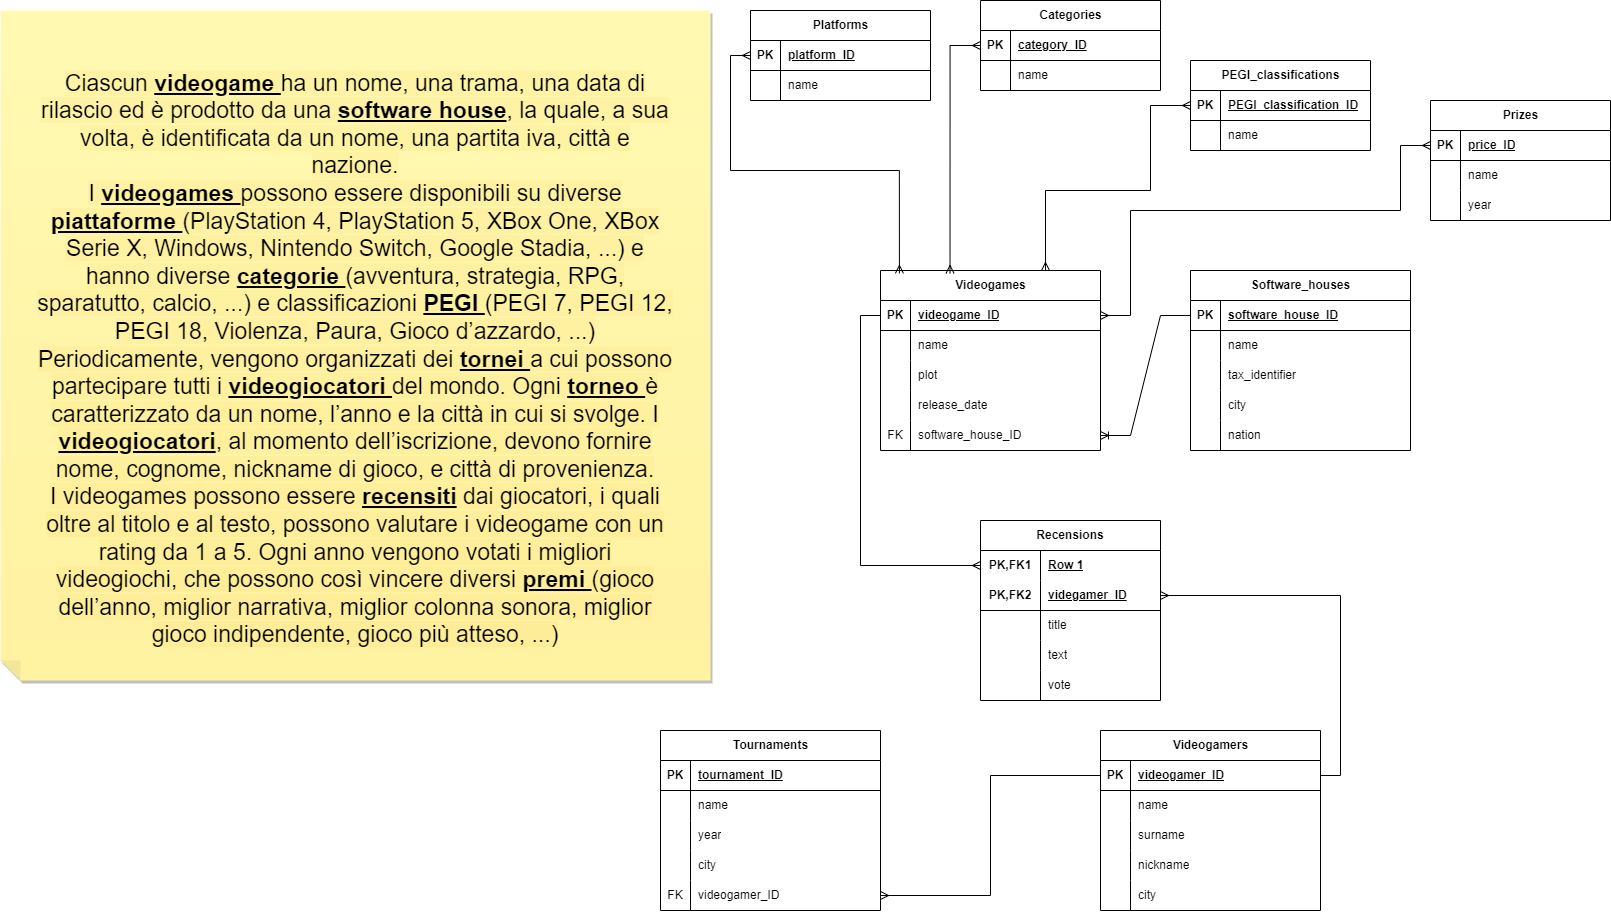 Ciascun videogame ha un nome, una trama, una data di
rilascio ed è prodotto da una software house, la quale, a sua
volta, è identificata da un nome, una partita iva, città e
nazione.
I videogames possono essere disponibili su diverse
piattaforme (PlayStation 4, PlayStation 5, XBox One, XBox
Serie X, Windows, Nintendo Switch, Google Stadia, ...) e
hanno diverse categorie (avventura, strategia, RPG,
sparatutto, calcio, ...) e classificazioni PEGI (PEGI 7, PEGI 12,
PEGI 18, Violenza, Paura, Gioco d’azzardo, ...)
Periodicamente, vengono organizzati dei tornei a cui possono
partecipare tutti i videogiocatori del mondo. Ogni torneo è
caratterizzato da un nome, l’anno e la città in cui si svolge. I
videogiocatori, al momento dell’iscrizione, devono fornire
nome, cognome, nickname di gioco, e città di provenienza.
I videogames possono essere recensiti dai giocatori, i quali
oltre al titolo e al testo, possono valutare i videogame con un
rating da 1 a 5. Ogni anno vengono votati i migliori
videogiochi, che possono così vincere diversi premi (gioco
dell’anno, miglior narrativa, miglior colonna sonora, miglior
gioco indipendente, gioco più atteso, ...)
Platforms
PK platform_ID
name
Categories
PK category_ID
name
PEGI_classifications
PK PEGI_classification_ID
name
Prizes
PK price_ID
name
year
Videogames
PK videogame_ID
name
plot
release_date
FK software_house_ID
Software_houses
PK software_house_ID
name
tax_identifier
city
nation
Recensions
PK,FK1 Row 1
PK,FK2 videgamer_ID
title
text
vote
Tournaments
PK tournament_ID
name
year
city
FK videogamer_ID
Videogamers
PK videogamer_ID
name
surname
nickname
city